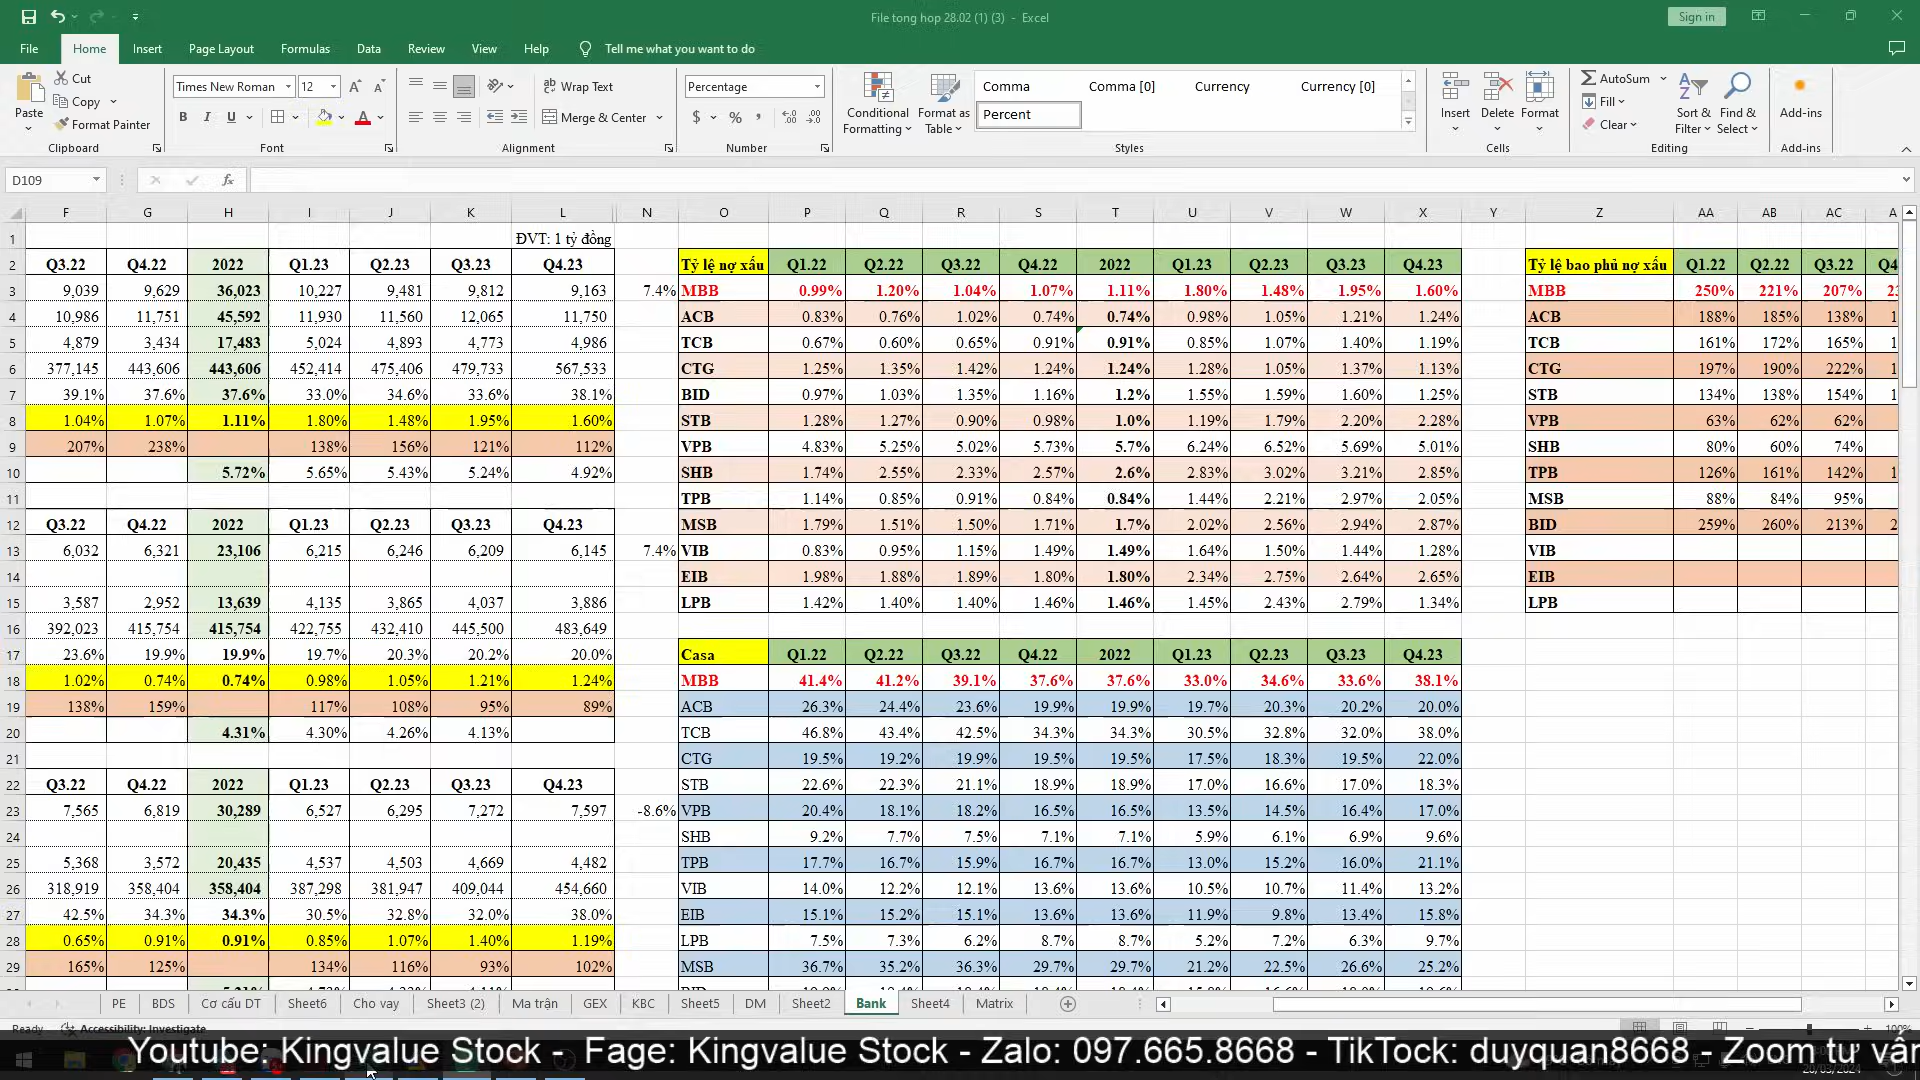 File tong hop 28.02 (1) (3) - Excel
Sign in
File Home Insert Page Layout Formulas Data Review View Help Tell me what you want to do
Paste Cut Copy Format Painter Clipboard
Times New Roman 12 B I U Font
Wrap Text Merge & Center Alignment
Percentage $ % Number
Conditional Formatting Format as Table
Comma Comma [0] Currency Currency [0] Percent Styles
Insert Delete Format Cells
AutoSum Fill Clear Sort & Filter Find & Select Editing
Add-ins Add-ins
D109 fx
F G H I J K L N O P Q R S T U V W X Y Z AA AB AC A
1 ĐVT: 1 tỷ đồng
2 Q3.22 Q4.22 2022 Q1.23 Q2.23 Q3.23 Q4.23 Tỷ lệ nợ xấu Q1.22 Q2.22 Q3.22 Q4.22 2022 Q1.23 Q2.23 Q3.23 Q4.23 Tỷ lệ bao phủ nợ xấu Q1.22 Q2.22 Q3.22 Q4
3 9,039 9,629 36,023 10,227 9,481 9,812 9,163 7.4% MBB 0.99% 1.20% 1.04% 1.07% 1.11% 1.80% 1.48% 1.95% 1.60% MBB 250% 221% 207% 23
4 10,986 11,751 45,592 11,930 11,560 12,065 11,750 ACB 0.83% 0.76% 1.02% 0.74% 0.74% 0.98% 1.05% 1.21% 1.24% ACB 188% 185% 138% 1
5 4,879 3,434 17,483 5,024 4,893 4,773 4,986 TCB 0.67% 0.60% 0.65% 0.91% 0.91% 0.85% 1.07% 1.40% 1.19% TCB 161% 172% 165% 1
6 377,145 443,606 443,606 452,414 475,406 479,733 567,533 CTG 1.25% 1.35% 1.42% 1.24% 1.24% 1.28% 1.05% 1.37% 1.13% CTG 197% 190% 222% 1
7 39.1% 37.6% 37.6% 33.0% 34.6% 33.6% 38.1% BID 0.97% 1.03% 1.35% 1.16% 1.2% 1.55% 1.59% 1.60% 1.25% STB 134% 138% 154% 1
8 1.04% 1.07% 1.11% 1.80% 1.48% 1.95% 1.60% STB 1.28% 1.27% 0.90% 0.98% 1.0% 1.19% 1.79% 2.20% 2.28% VPB 63% 62% 62%
9 207% 238% 138% 156% 121% 112% VPB 4.83% 5.25% 5.02% 5.73% 5.7% 6.24% 6.52% 5.69% 5.01% SHB 80% 60% 74%
10 5.72% 5.65% 5.43% 5.24% 4.92% SHB 1.74% 2.55% 2.33% 2.57% 2.6% 2.83% 3.02% 3.21% 2.85% TPB 126% 161% 142% 1
11 TPB 1.14% 0.85% 0.91% 0.84% 0.84% 1.44% 2.21% 2.97% 2.05% MSB 88% 84% 95%
12 Q3.22 Q4.22 2022 Q1.23 Q2.23 Q3.23 Q4.23 MSB 1.79% 1.51% 1.50% 1.71% 1.7% 2.02% 2.56% 2.94% 2.87% BID 259% 260% 213% 2
13 6,032 6,321 23,106 6,215 6,246 6,209 6,145 7.4% VIB 0.83% 0.95% 1.15% 1.49% 1.49% 1.64% 1.50% 1.44% 1.28% VIB
14 EIB 1.98% 1.88% 1.89% 1.80% 1.80% 2.34% 2.75% 2.64% 2.65% EIB
15 3,587 2,952 13,639 4,135 3,865 4,037 3,886 LPB 1.42% 1.40% 1.40% 1.46% 1.46% 1.45% 2.43% 2.79% 1.34% LPB
16 392,023 415,754 415,754 422,755 432,410 445,500 483,649
17 23.6% 19.9% 19.9% 19.7% 20.3% 20.2% 20.0% Casa Q1.22 Q2.22 Q3.22 Q4.22 2022 Q1.23 Q2.23 Q3.23 Q4.23
18 1.02% 0.74% 0.74% 0.98% 1.05% 1.21% 1.24% MBB 41.4% 41.2% 39.1% 37.6% 37.6% 33.0% 34.6% 33.6% 38.1%
19 138% 159% 117% 108% 95% 89% ACB 26.3% 24.4% 23.6% 19.9% 19.9% 19.7% 20.3% 20.2% 20.0%
20 4.31% 4.30% 4.26% 4.13% TCB 46.8% 43.4% 42.5% 34.3% 34.3% 30.5% 32.8% 32.0% 38.0%
21 CTG 19.5% 19.2% 19.9% 19.5% 19.5% 17.5% 18.3% 19.5% 22.0%
22 Q3.22 Q4.22 2022 Q1.23 Q2.23 Q3.23 Q4.23 STB 22.6% 22.3% 21.1% 18.9% 18.9% 17.0% 16.6% 17.0% 18.3%
23 7,565 6,819 30,289 6,527 6,295 7,272 7,597 -8.6% VPB 20.4% 18.1% 18.2% 16.5% 16.5% 13.5% 14.5% 16.4% 17.0%
24 SHB 9.2% 7.7% 7.5% 7.1% 7.1% 5.9% 6.1% 6.9% 9.6%
25 5,368 3,572 20,435 4,537 4,503 4,669 4,482 TPB 17.7% 16.7% 15.9% 16.7% 16.7% 13.0% 15.2% 16.0% 21.1%
26 318,919 358,404 358,404 387,298 381,947 409,044 454,660 VIB 14.0% 12.2% 12.1% 13.6% 13.6% 10.5% 10.7% 11.4% 13.2%
27 42.5% 34.3% 34.3% 30.5% 32.8% 32.0% 38.0% EIB 15.1% 15.2% 15.1% 13.6% 13.6% 11.9% 9.8% 13.4% 15.8%
28 0.65% 0.91% 0.91% 0.85% 1.07% 1.40% 1.19% LPB 7.5% 7.3% 6.2% 8.7% 8.7% 5.2% 7.2% 6.3% 9.7%
29 165% 125% 134% 116% 93% 102% MSB 36.7% 35.2% 36.3% 29.7% 29.7% 21.2% 22.5% 26.6% 25.2%
PE BDS Cơ cấu DT Sheet6 Cho vay Sheet3 (2) Ma trận GEX KBC Sheet5 DM Sheet2 Bank Sheet4 Matrix
Ready Accessibility: Investigate 100%
Youtube: Kingvalue Stock - Fage: Kingvalue Stock - Zalo: 097.665.8668 - TikTock: duyquan8668 - Zoom tư vấn